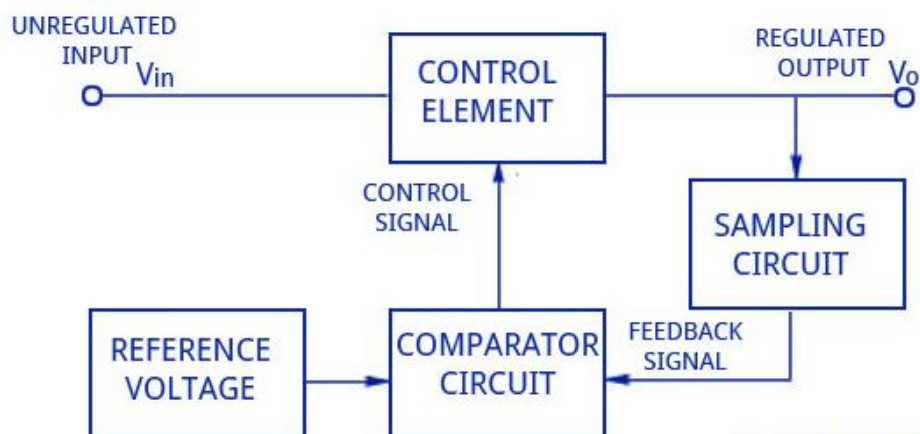 UNREGULATED
INPUT
Vin
CONTROL
ELEMENT
REGULATED
OUTPUT
Vo
CONTROL
SIGNAL
SAMPLING
CIRCUIT
REFERENCE
VOLTAGE
COMPARATOR
CIRCUIT
FEEDBACK
SIGNAL